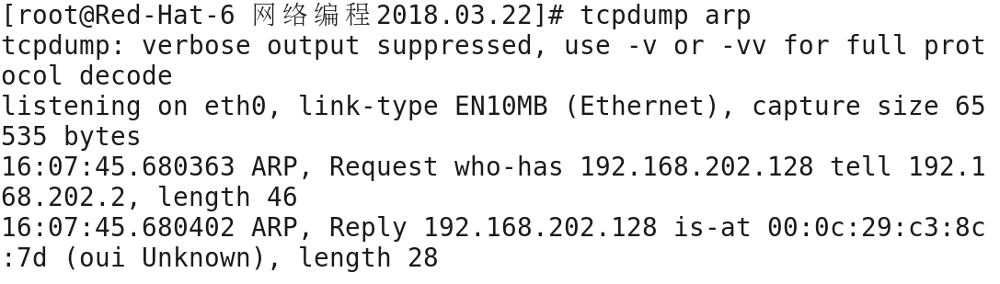 [root@Red-Hat-6 网络编程2018.03.22]# tcpdump arp
tcpdump: verbose output suppressed, use -v or -vv for full prot
ocol decode
listening on eth0, link-type EN10MB (Ethernet), capture size 65
535 bytes
16:07:45.680363 ARP, Request who-has 192.168.202.128 tell 192.1
68.202.2, length 46
16:07:45.680402 ARP, Reply 192.168.202.128 is-at 00:0c:29:c3:8c
:7d (oui Unknown), length 28